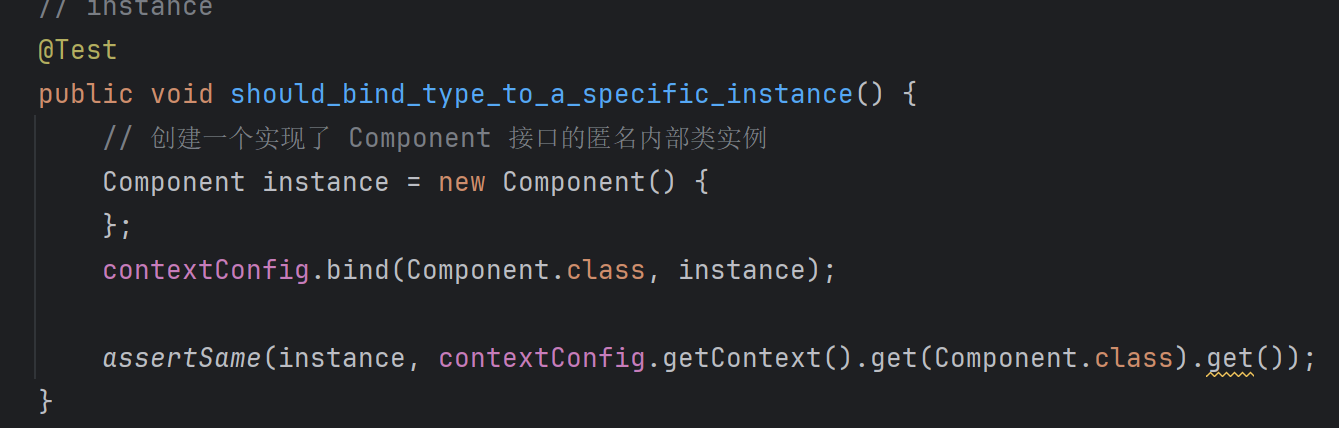 // instance
@Test
public void should_bind_type_to_a_specific_instance() {
// 创建一个实现了 Component 接口的匿名内部类实例
Component instance = new Component() {
};
contextConfig.bind(Component.class, instance);
assertSame(instance, contextConfig.getContext().get(Component.class).get());
}